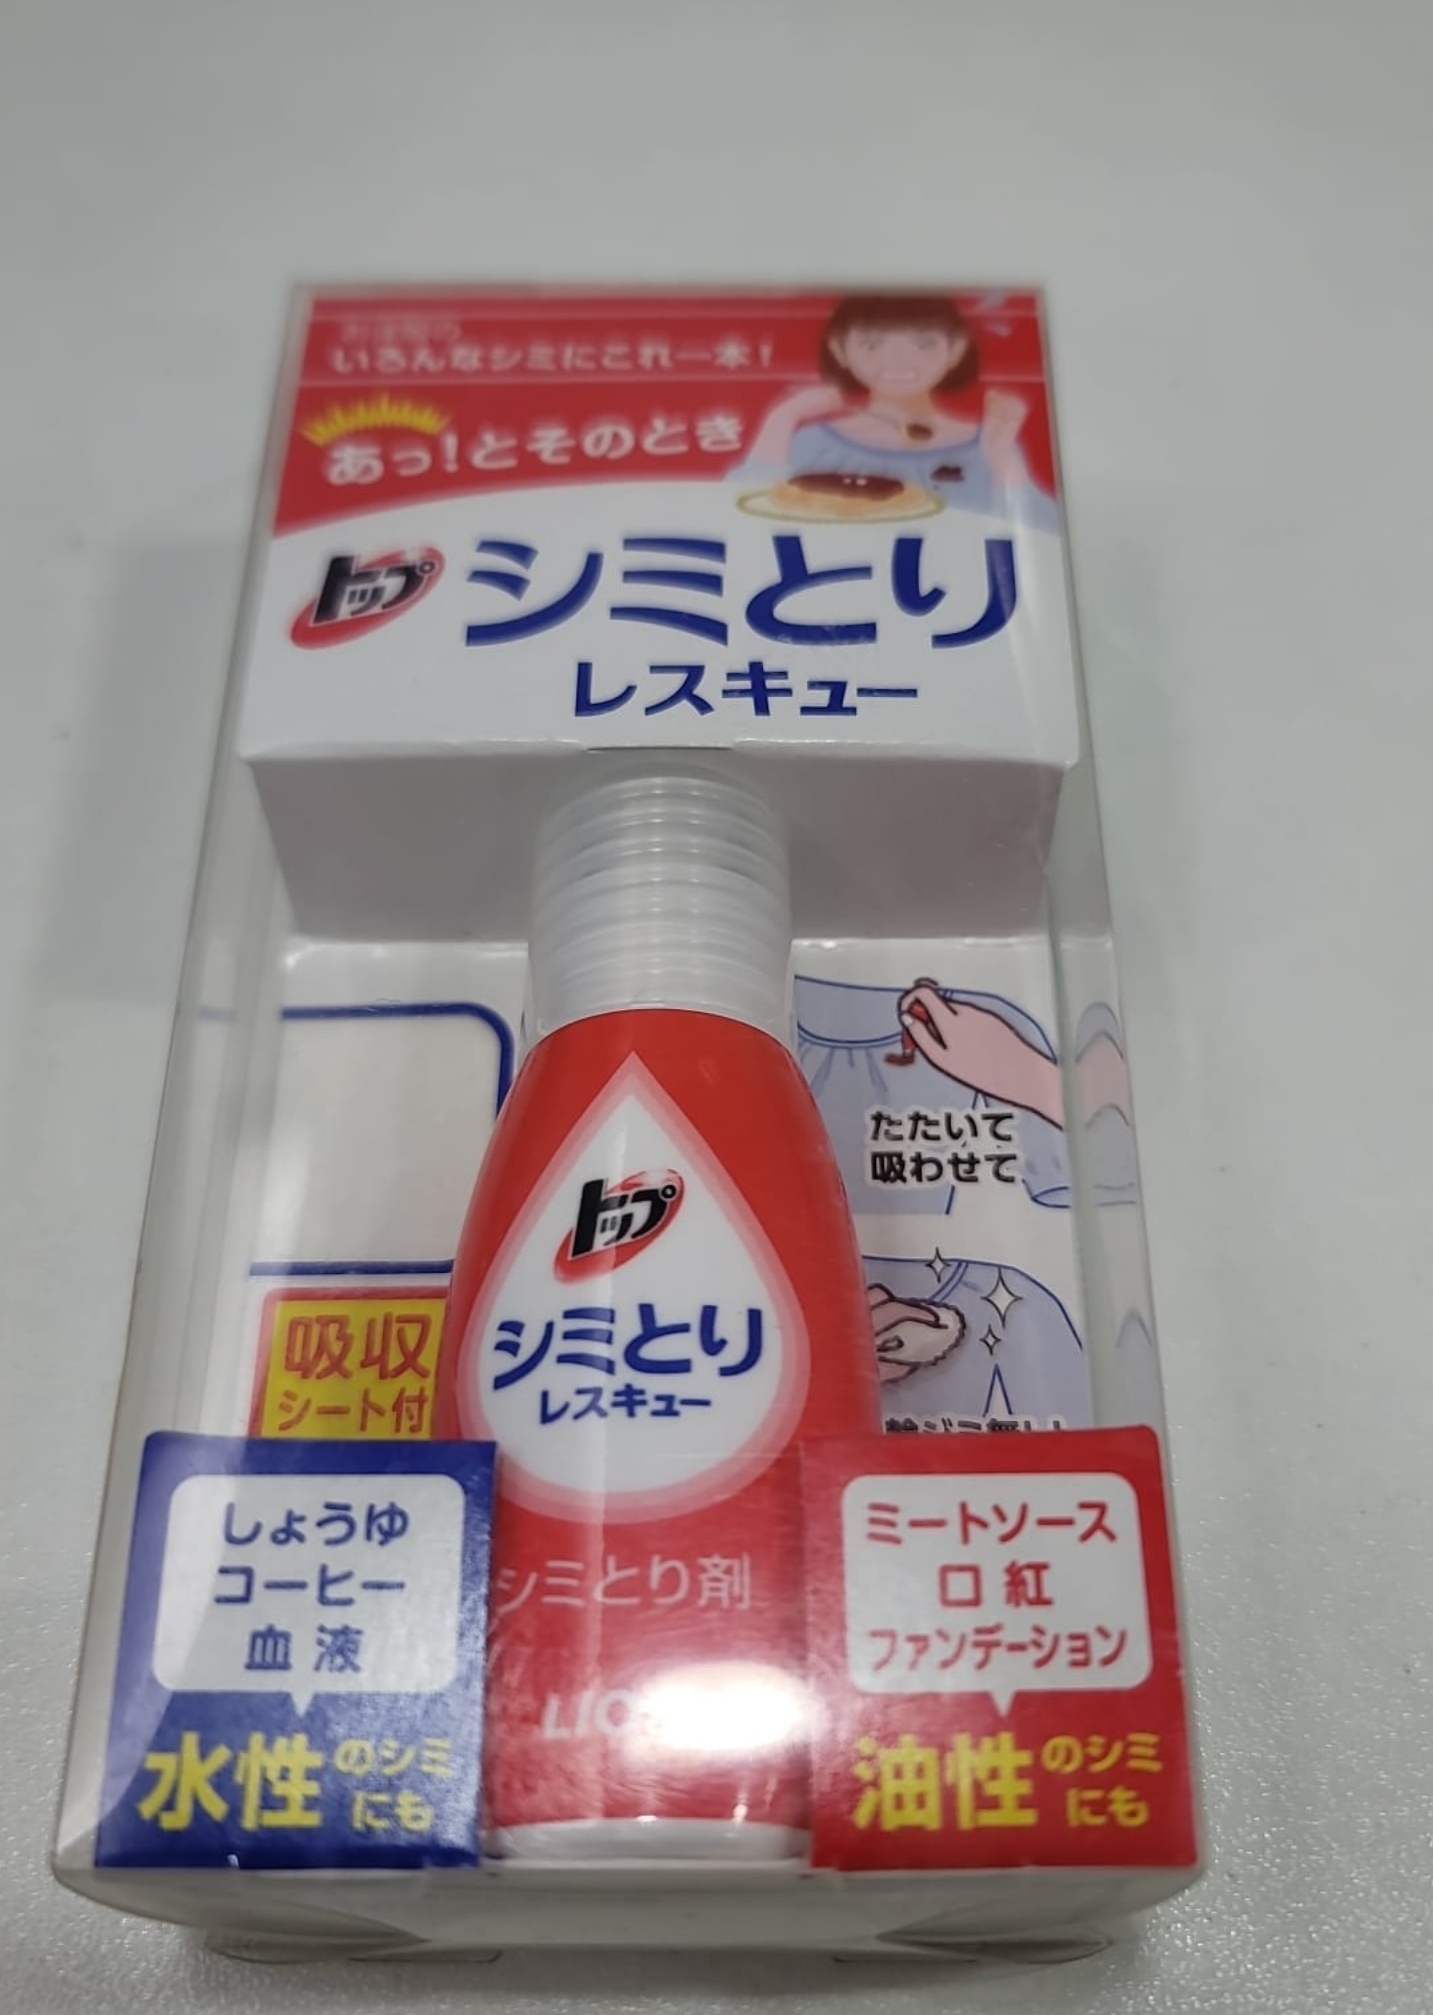 いろんなシミにこれ一本!
あっ!とそのとき
トップ
シミとり
レスキュー
たたいて
吸わせて
トップ
シミとり
レスキュー
吸収
シート付
しょうゆ
コーヒー
血液
水性のシミ
にも
シミとり剤
ミートソース
口紅
ファンデーション
油性のシミ
にも